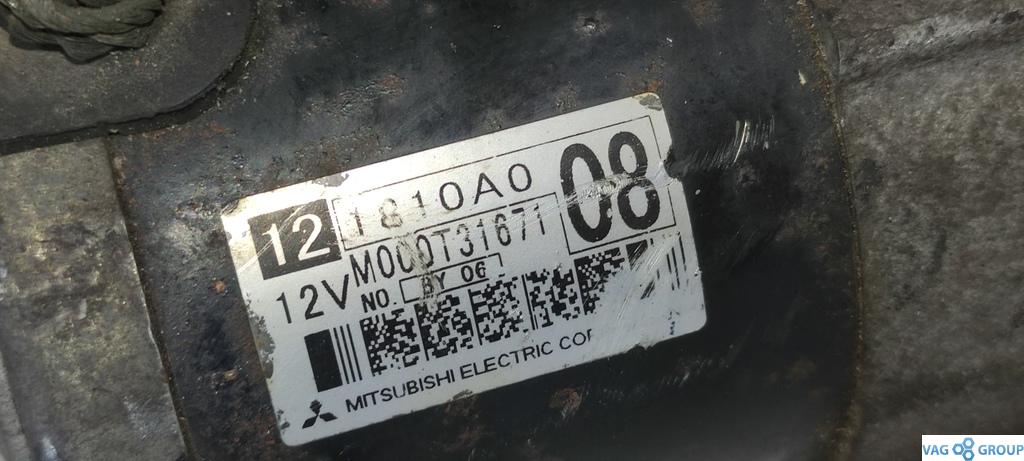 12 1810A0 08
12V M000T31671
NO. BY 06
MITSUBISHI ELECTRIC COR
VAG GROUP